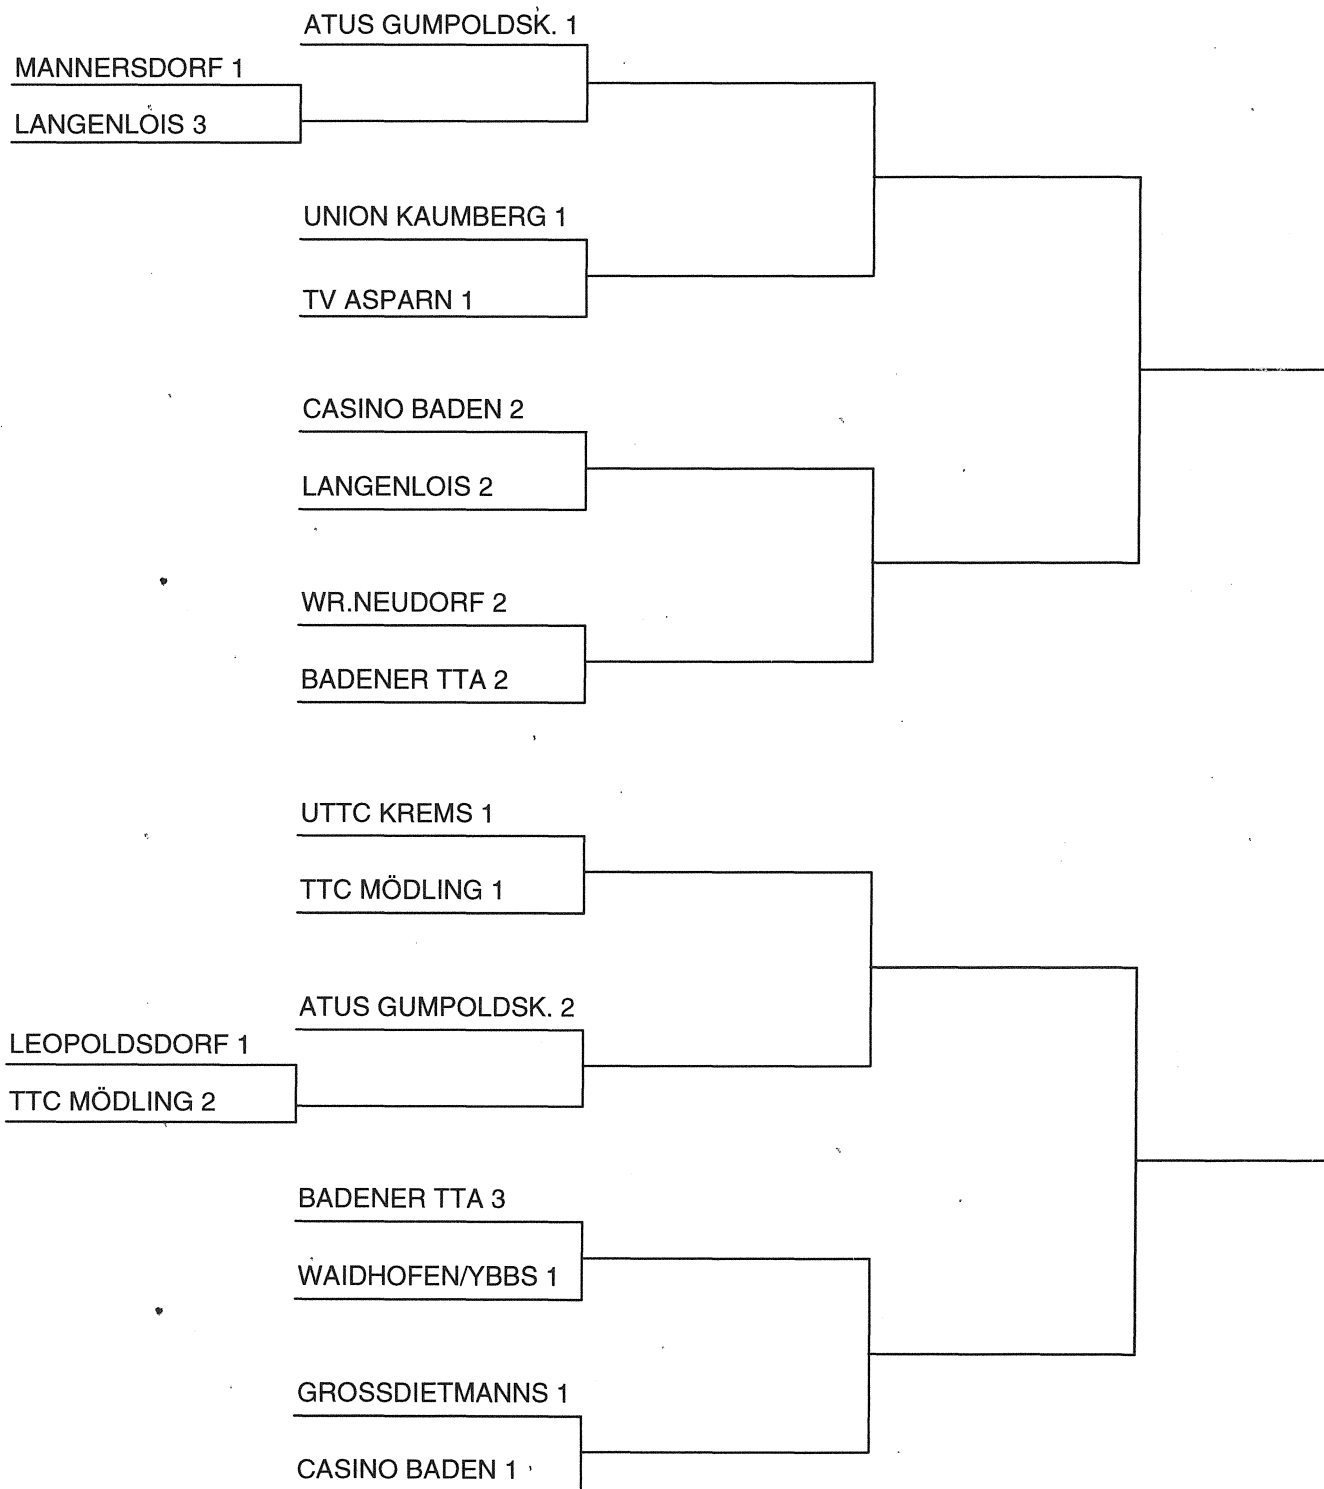 ATUS GUMPOLDSK. 1
MANNERSDORF 1
LANGENLOIS 3
UNION KAUMBERG 1
TV ASPARN 1
CASINO BADEN 2
LANGENLOIS 2
WR.NEUDORF 2
BADENER TTA 2
UTTC KREMS 1
TTC MÖDLING 1
ATUS GUMPOLDSK. 2
LEOPOLDSDORF 1
TTC MÖDLING 2
BADENER TTA 3
WAIDHOFEN/YBBS 1
GROSSDIETMANNS 1
CASINO BADEN 1